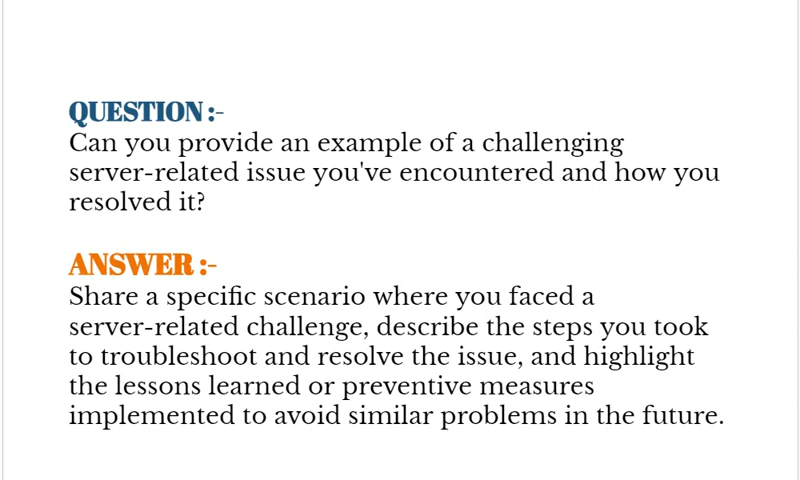 QUESTION :-
Can you provide an example of a challenging
server-related issue you've encountered and how you
resolved it?
ANSWER :-
Share a specific scenario where you faced a
server-related challenge, describe the steps you took
to troubleshoot and resolve the issue, and highlight
the lessons learned or preventive measures
implemented to avoid similar problems in the future.